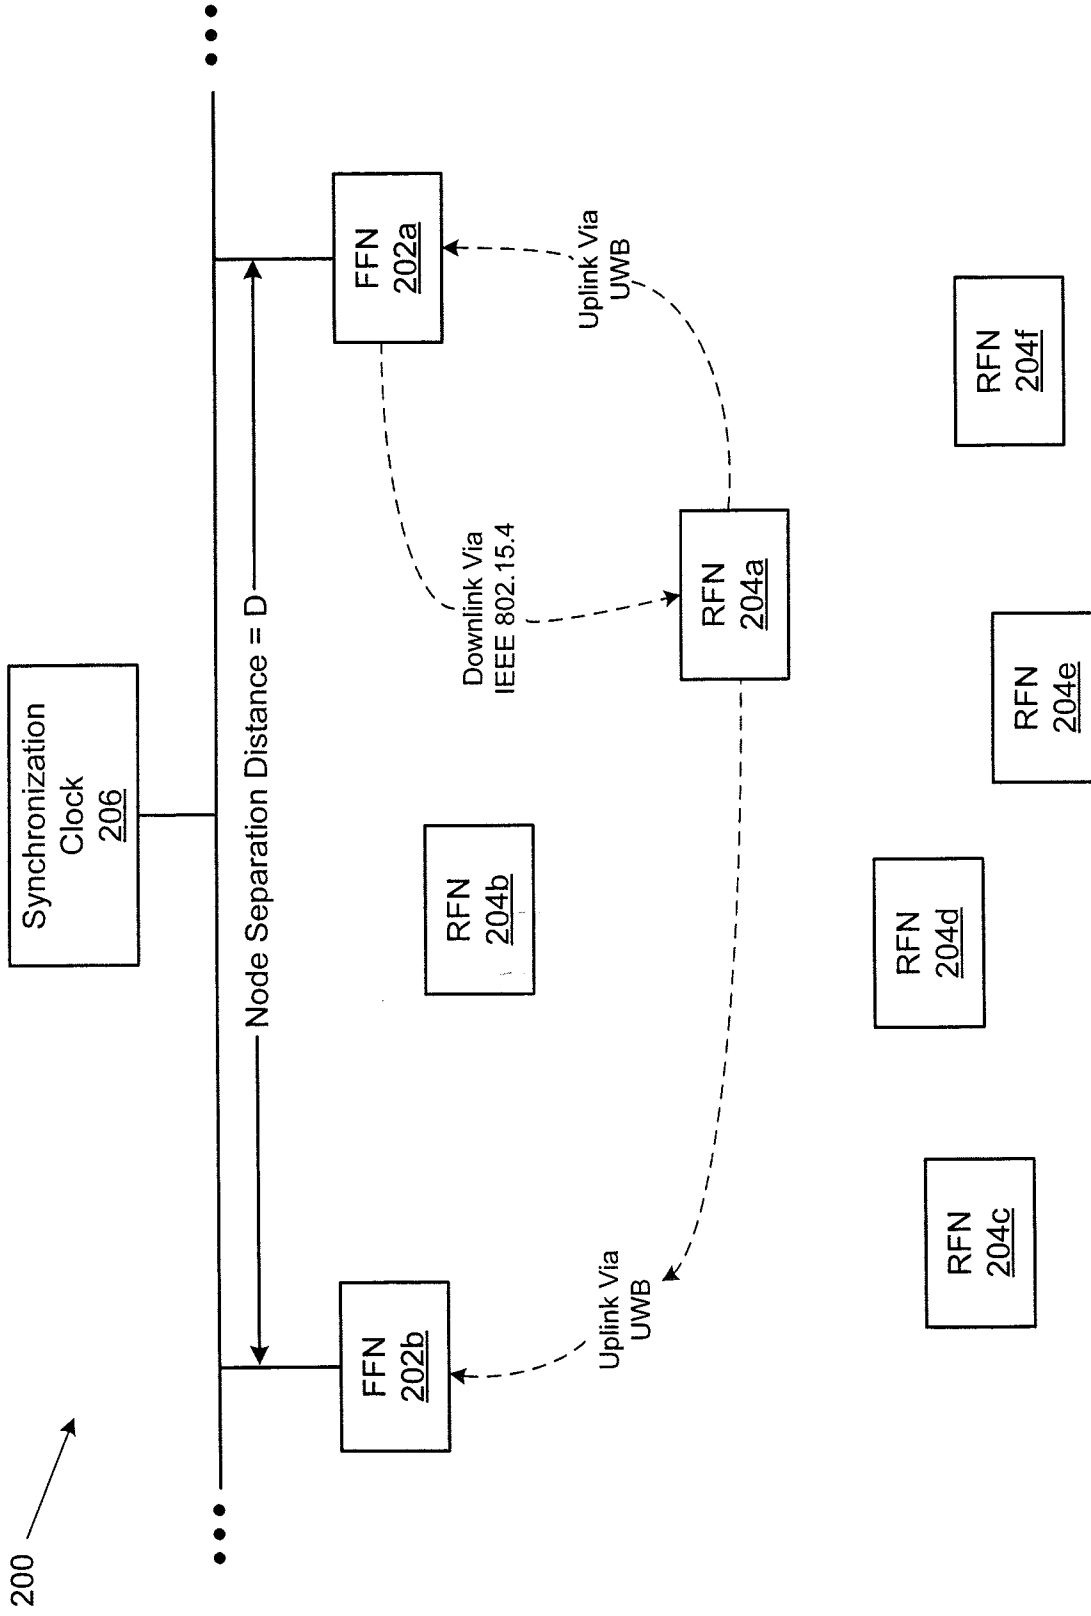 200
Synchronization
Clock
206
Node Separation Distance = D
FFN
202b
FFN
202a
Uplink Via
UWB
Downlink Via
IEEE 802.15.4
Uplink Via
UWB
RFN
204b
RFN
204a
RFN
204c
RFN
204d
RFN
204e
RFN
204f